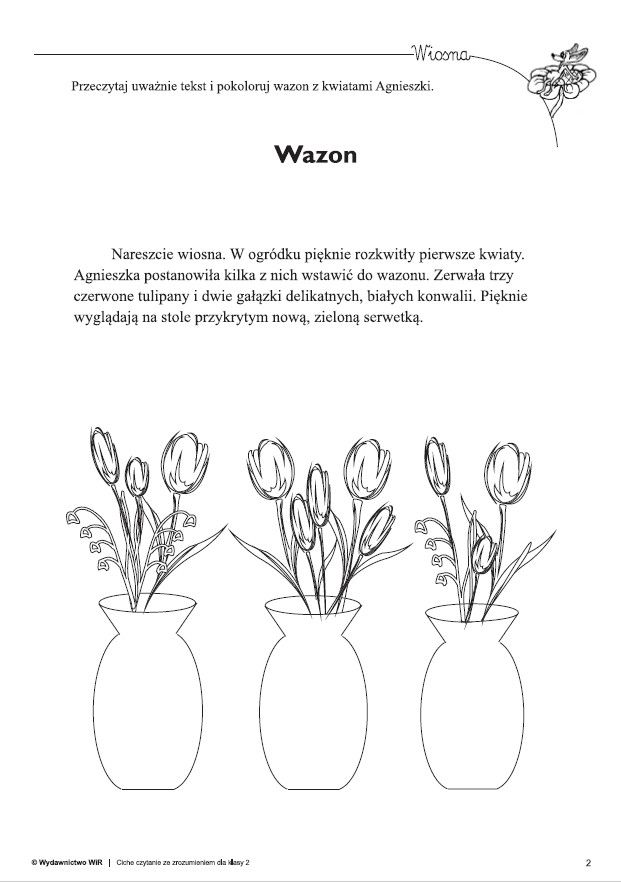 Wiosna
Przeczytaj uważnie tekst i pokoloruj wazon z kwiatami Agnieszki.
Wazon
Nareszcie wiosna. W ogródku pięknie rozkwitły pierwsze kwiaty.
Agnieszka postanowiła kilka z nich wstawić do wazonu. Zerwała trzy
czerwone tulipany i dwie gałązki delikatnych, białych konwalii. Pięknie
wyglądają na stole przykrytym nową, zieloną serwetką.
© Wydawnictwo WIR | Ciche czytanie ze zrozumieniem dla klasy 2
2